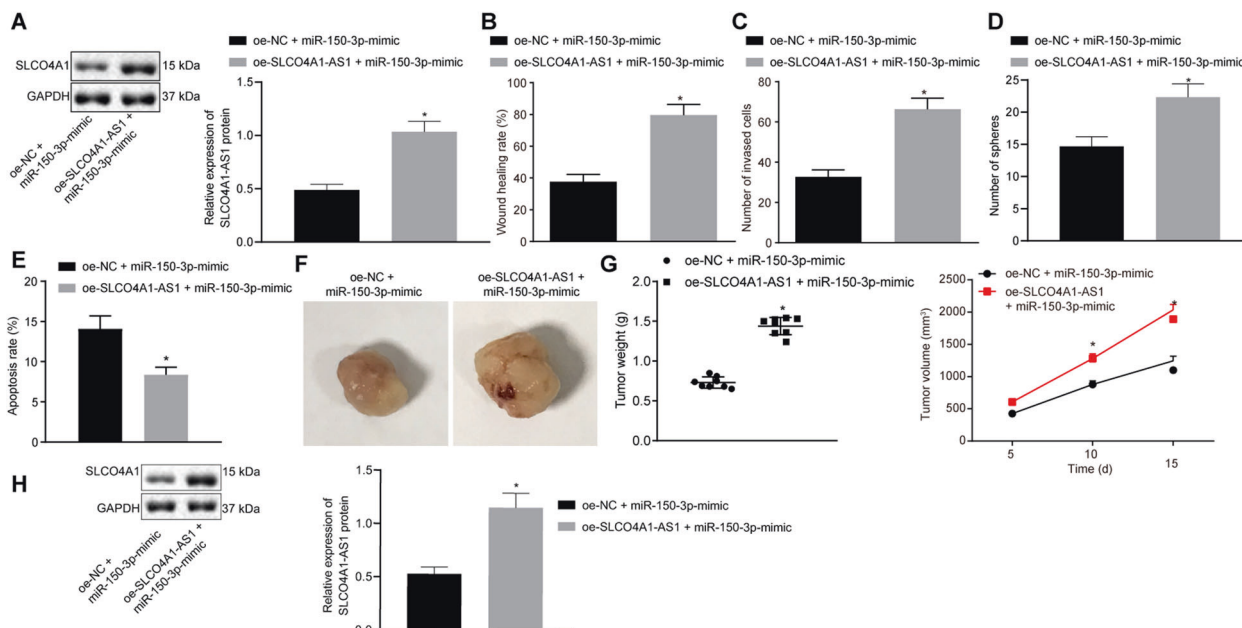 A
SLCO4A1
15 kDa
GAPDH
37 kDa
oe-NC +
miR-150-3p-mimic
oe-SLCO4A1-AS1 +
miR-150-3p-mimic
oe-NC + miR-150-3p-mimic
oe-SLCO4A1-AS1 + miR-150-3p-mimic
Relative expression of
SLCO4A1-AS1 protein
1.5
1.0
0.5
0.0
*
B
oe-NC + miR-150-3p-mimic
oe-SLCO4A1-AS1 + miR-150-3p-mimic
Wound healing rate (%)
100
80
60
40
20
0
*
C
oe-NC + miR-150-3p-mimic
oe-SLCO4A1-AS1 + miR-150-3p-mimic
Number of invased cells
80
60
40
20
0
*
D
oe-NC + miR-150-3p-mimic
oe-SLCO4A1-AS1 + miR-150-3p-mimic
Number of spheres
25
20
15
10
5
0
*
E
oe-NC + miR-150-3p-mimic
oe-SLCO4A1-AS1 + miR-150-3p-mimic
Apoptosis rate (%)
20
15
10
5
0
*
F
oe-NC +
miR-150-3p-mimic
oe-SLCO4A1-AS1 +
miR-150-3p-mimic
G
oe-NC + miR-150-3p-mimic
oe-SLCO4A1-AS1 + miR-150-3p-mimic
Tumor weight (g)
2.0
1.5
1.0
0.5
0.0
*
oe-NC + miR-150-3p-mimic
oe-SLCO4A1-AS1
+ miR-150-3p-mimic
Tumor volume (mm³)
2500
2000
1500
1000
500
0
*
*
5
10
15
Time (d)
H
SLCO4A1
15 kDa
GAPDH
37 kDa
oe-NC +
miR-150-3p-mimic
oe-SLCO4A1-AS1 +
miR-150-3p-mimic
Relative expression of
SLCO4A1-AS1 protein
1.5
1.0
0.5
0.0
*
oe-NC + miR-150-3p-mimic
oe-SLCO4A1-AS1 + miR-150-3p-mimic